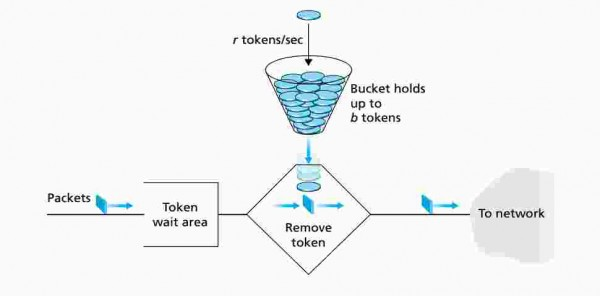 r tokens/sec
Bucket holds
up to
b tokens
Packets
Token
wait area
Remove
token
To network